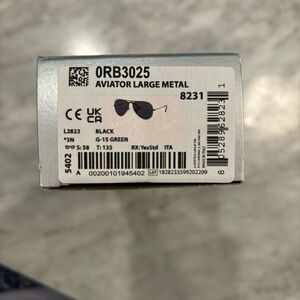 0RB3025
AVIATOR LARGE METAL
8231
CE UK CA
L2823 BLACK
*3N G-15 GREEN
S: 58 T: 135 RX: YesStd ITA
5402
A 00200101945402 LOT 1828233599202209